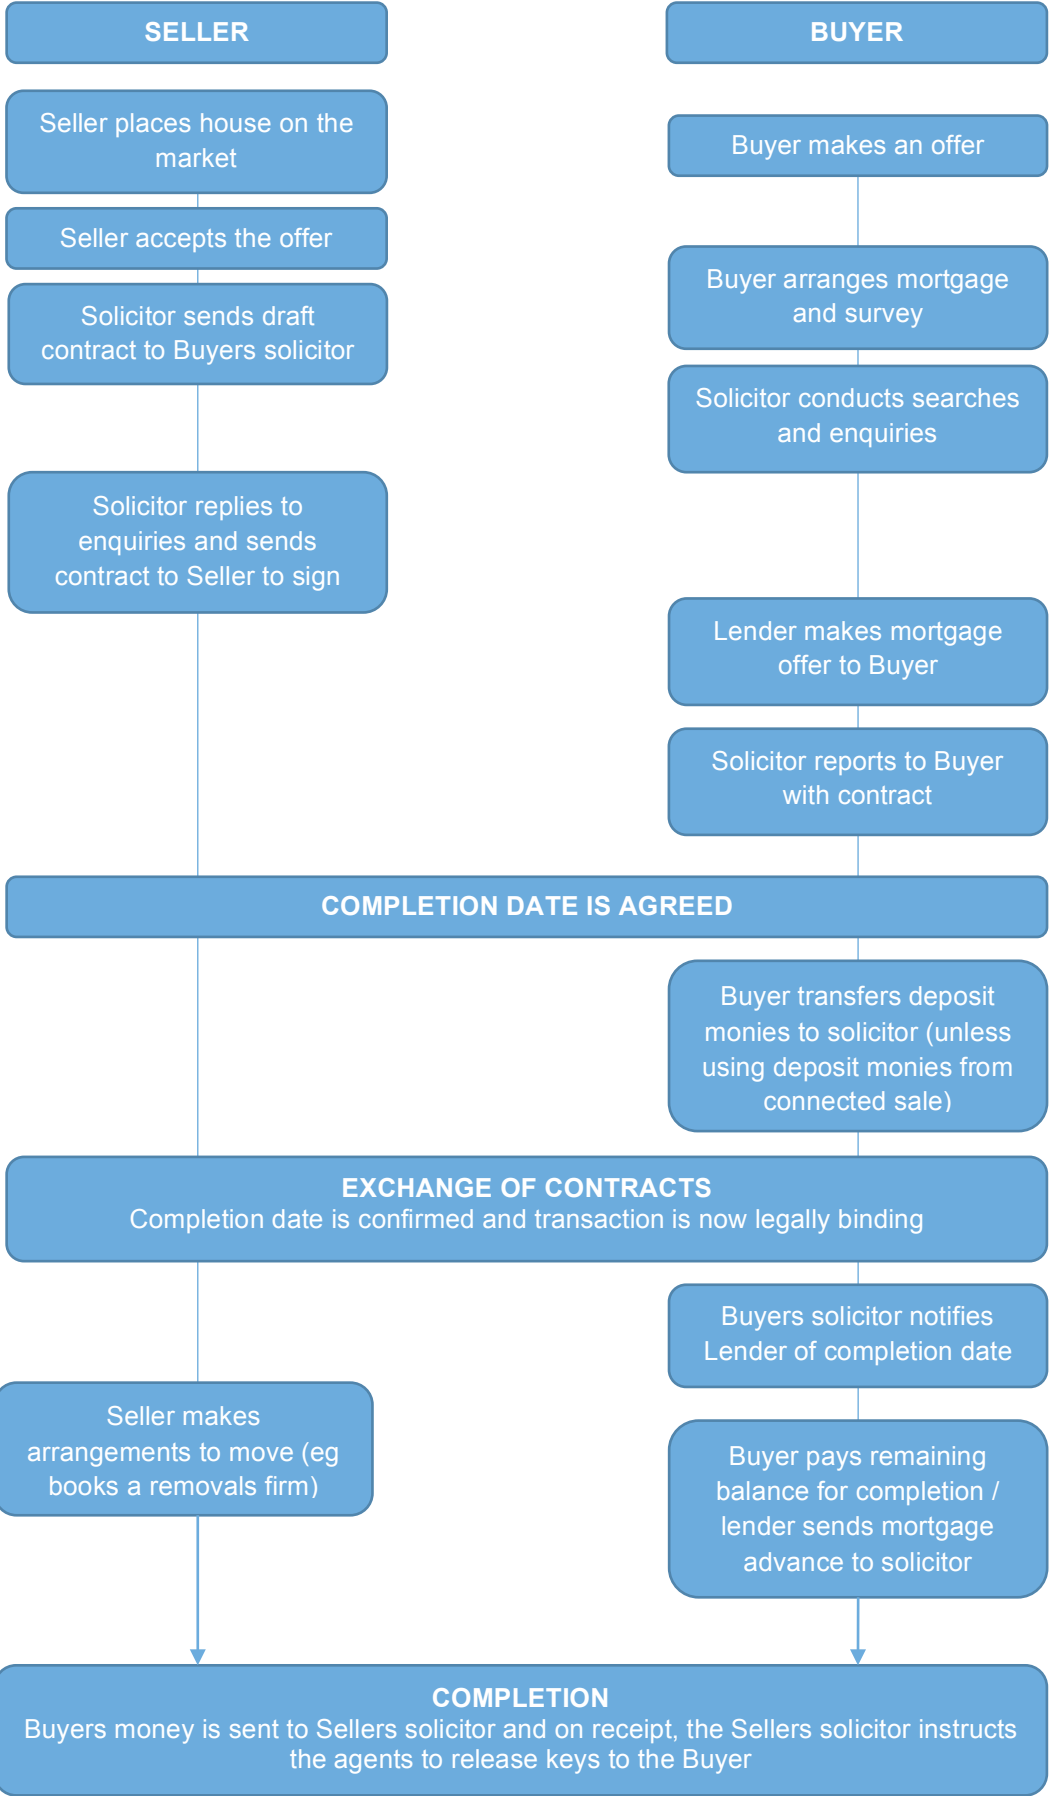 SELLER
BUYER
Seller places house on the
market
Buyer makes an offer
Seller accepts the offer
Buyer arranges mortgage
and survey
Solicitor sends draft
contract to Buyers solicitor
Solicitor conducts searches
and enquiries
Solicitor replies to
enquiries and sends
contract to Seller to sign
Lender makes mortgage
offer to Buyer
Solicitor reports to Buyer
with contract
COMPLETION DATE IS AGREED
Buyer transfers deposit
monies to solicitor (unless
using deposit monies from
connected sale)
EXCHANGE OF CONTRACTS
Completion date is confirmed and transaction is now legally binding
Buyers solicitor notifies
Lender of completion date
Seller makes
arrangements to move (eg
books a removals firm)
Buyer pays remaining
balance for completion /
lender sends mortgage
advance to solicitor
COMPLETION
Buyers money is sent to Sellers solicitor and on receipt, the Sellers solicitor instructs
the agents to release keys to the Buyer